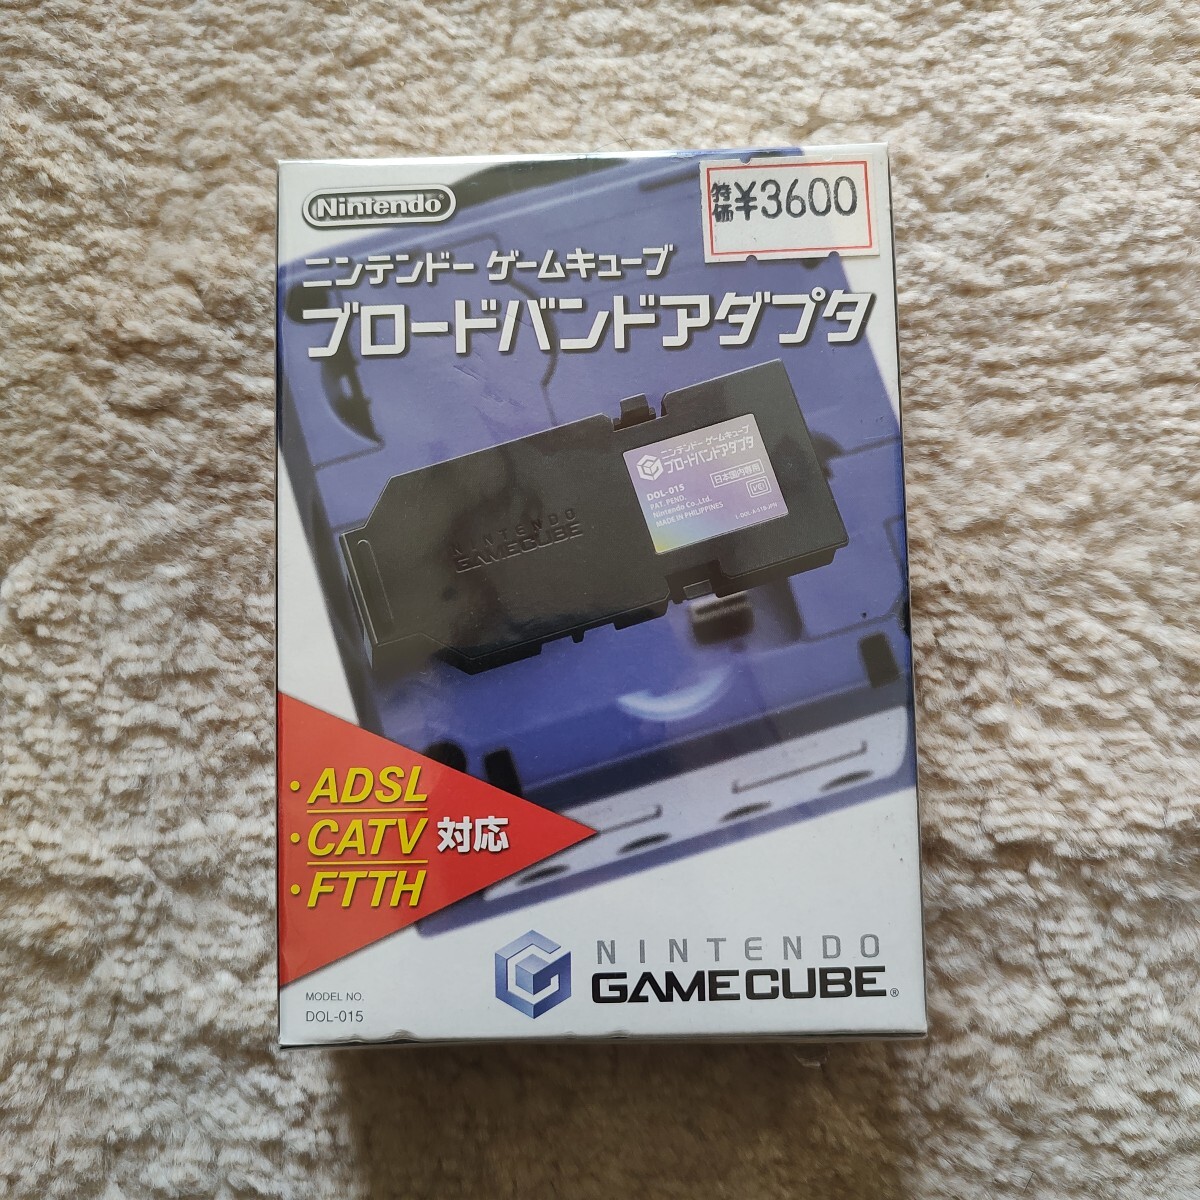 Nintendo®
特価 ¥3600
ニンテンドー ゲームキューブ
ブロードバンドアダプタ
ニンテンドー ゲームキューブ
ブロードバンドアダプタ
DOL-015
日本国内専用
PAT. PEND.
Nintendo Co.,Ltd.
MADE IN PHILIPPINES
NINTENDO
GAMECUBE
・ADSL
・CATV 対応
・FTTH
NINTENDO
GAMECUBE®
MODEL NO.
DOL-015